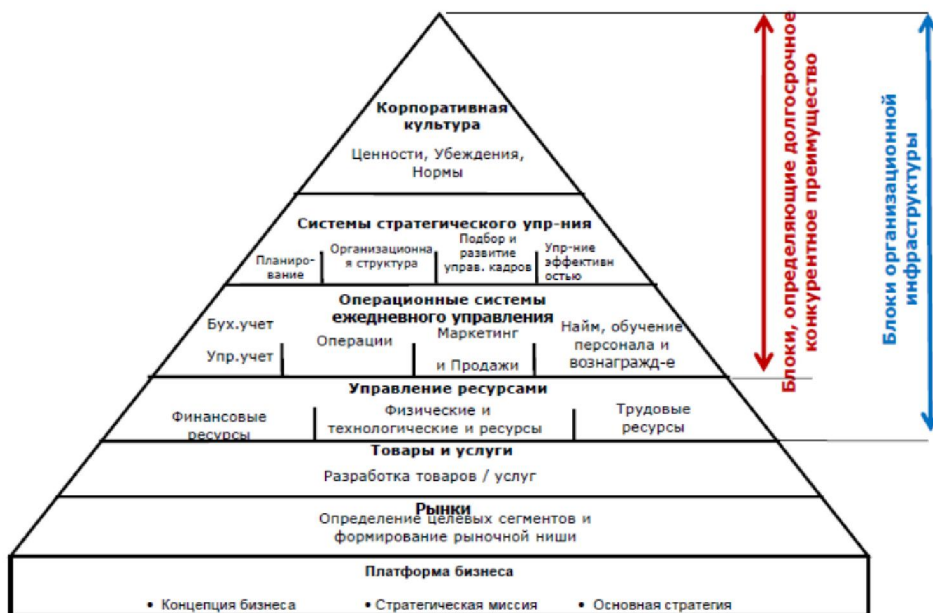 Корпоративная
культура
Ценности, Убеждения,
Нормы
Системы стратегического упр-ния
Планиро-
вание
Организационна
я структура
Подбор и
развитие
управ. кадров
Упр-ние
эффективн
остью
Операционные системы
ежедневного управления
Бух.учет
Упр.учет
Операции
Маркетинг
и Продажи
Найм, обучение
персонала и
вознагражд-е
Управление ресурсами
Финансовые
ресурсы
Физические и
технологические и ресурсы
Трудовые
ресурсы
Товары и услуги
Разработка товаров / услуг
Рынки
Определение целевых сегментов и
формирование рыночной ниши
Платформа бизнеса
• Концепция бизнеса
• Стратегическая миссия
• Основная стратегия
Блоки, определяющие долгосрочное
конкурентное преимущество
Блоки организационной
инфраструктуры